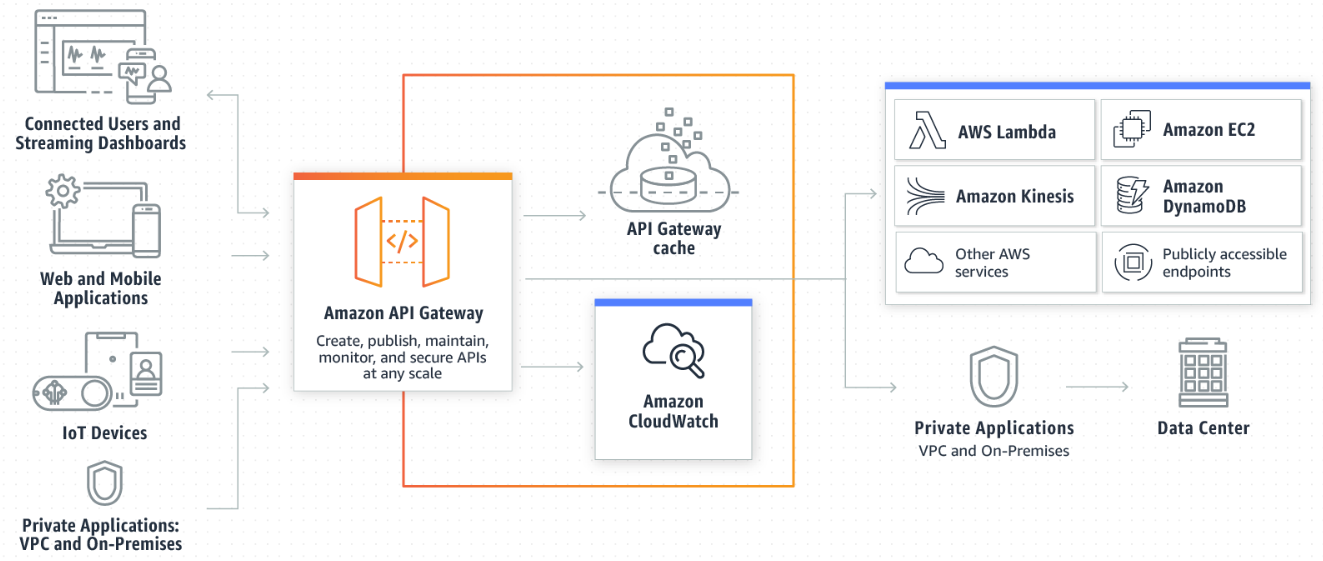 Connected Users and
Streaming Dashboards
Web and Mobile
Applications
IoT Devices
Private Applications:
VPC and On-Premises
</>
Amazon API Gateway
Create, publish, maintain,
monitor, and secure APIs
at any scale
API Gateway
cache
Amazon
CloudWatch
AWS Lambda
Amazon EC2
Amazon Kinesis
Amazon
DynamoDB
Other AWS
services
Publicly accessible
endpoints
Private Applications
VPC and On-Premises
Data Center